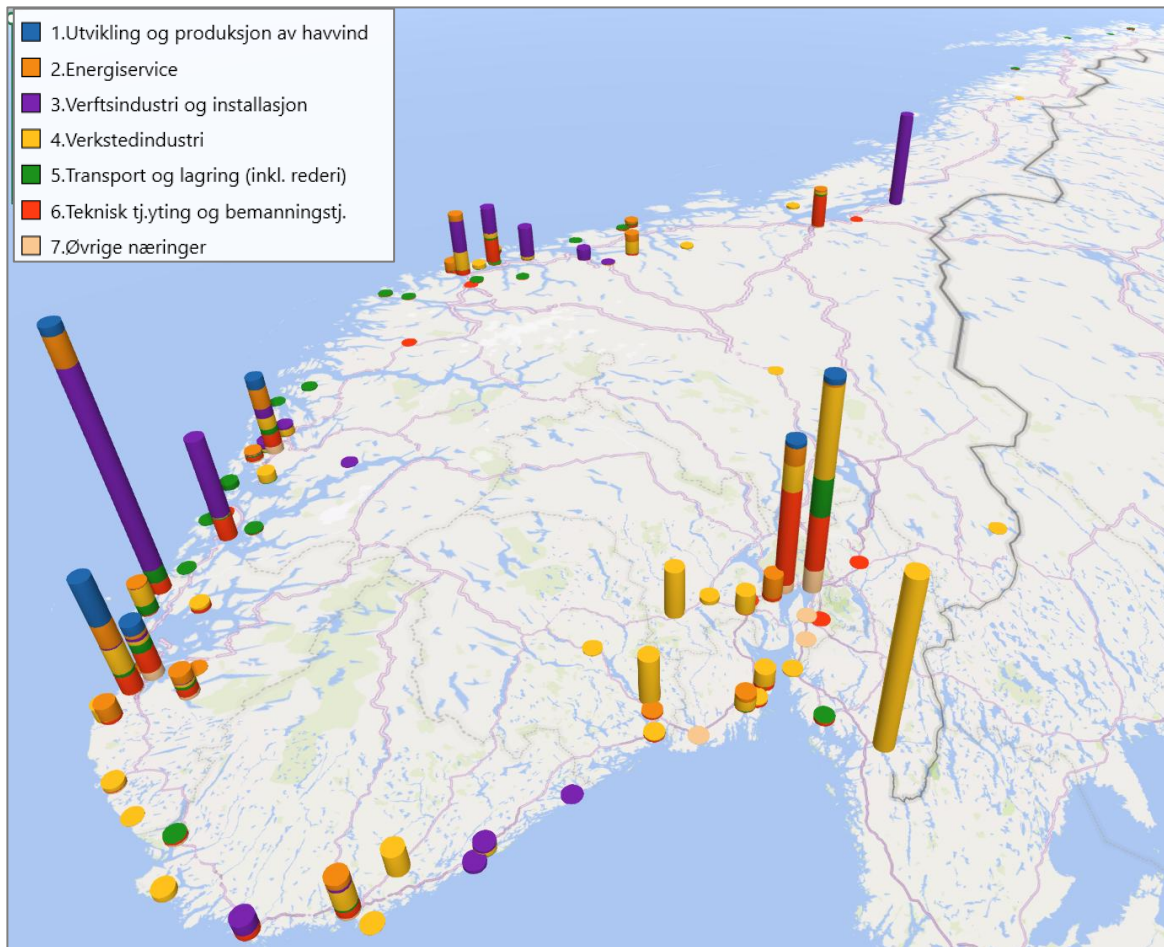 1.Utvikling og produksjon av havvind
2.Energiservice
3.Verftsindustri og installasjon
4.Verkstedindustri
5.Transport og lagring (inkl. rederi)
6.Teknisk tj.yting og bemanningstj.
7.Øvrige næringer